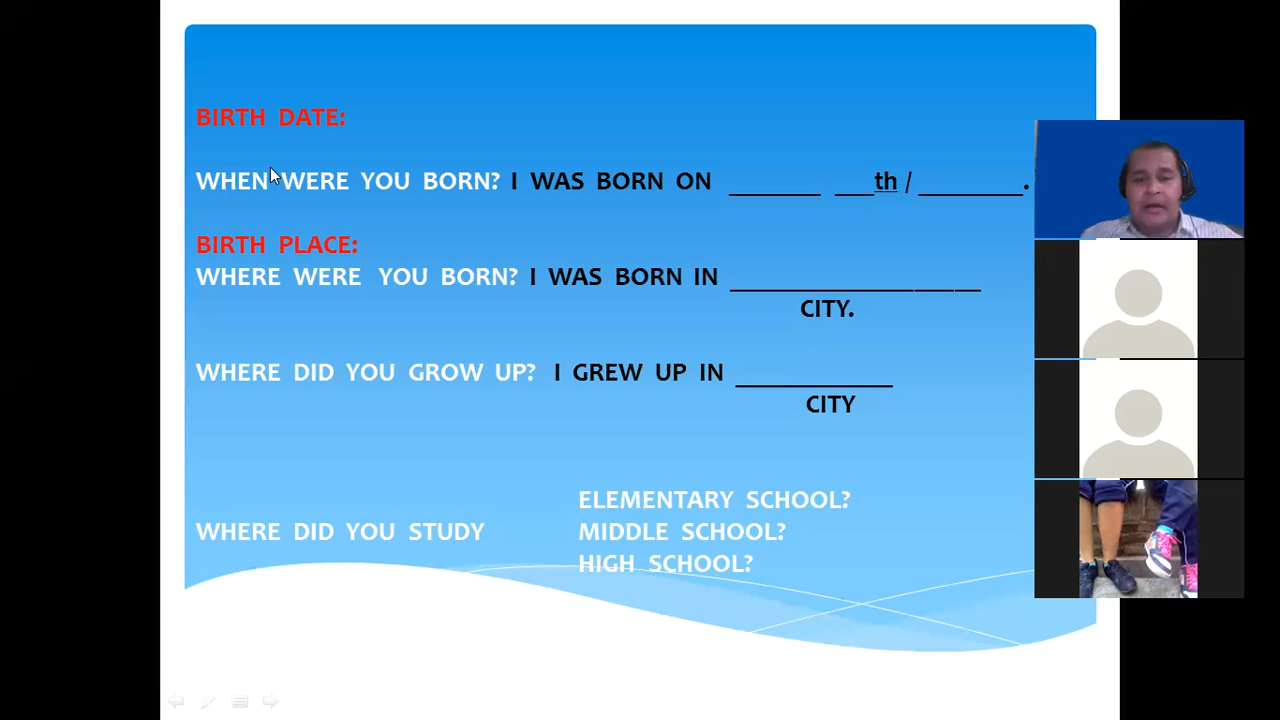 BIRTH DATE:
WHEN WERE YOU BORN? I WAS BORN ON _______ ___th / ________.
BIRTH PLACE:
WHERE WERE YOU BORN? I WAS BORN IN ___________________
CITY.
WHERE DID YOU GROW UP? I GREW UP IN ____________
CITY
ELEMENTARY SCHOOL?
WHERE DID YOU STUDY MIDDLE SCHOOL?
HIGH SCHOOL?